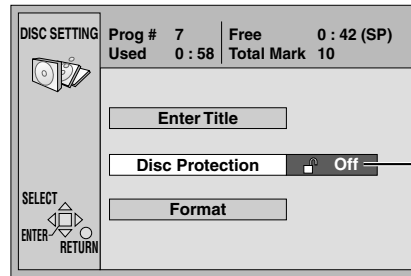 DISC SETTING
Prog # 7 Free 0 : 42 (SP)
Used 0 : 58 Total Mark 10
Enter Title
Disc Protection Off
Format
SELECT
ENTER
RETURN